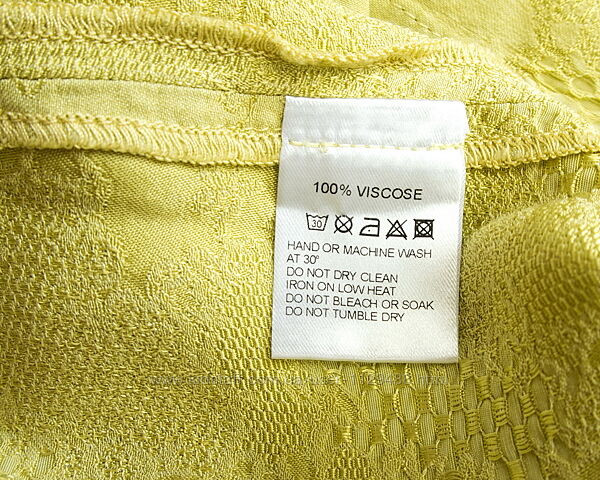 100% VISCOSE
30
HAND OR MACHINE WASH
AT 30°
DO NOT DRY CLEAN
IRON ON LOW HEAT
DO NOT BLEACH OR SOAK
DO NOT TUMBLE DRY